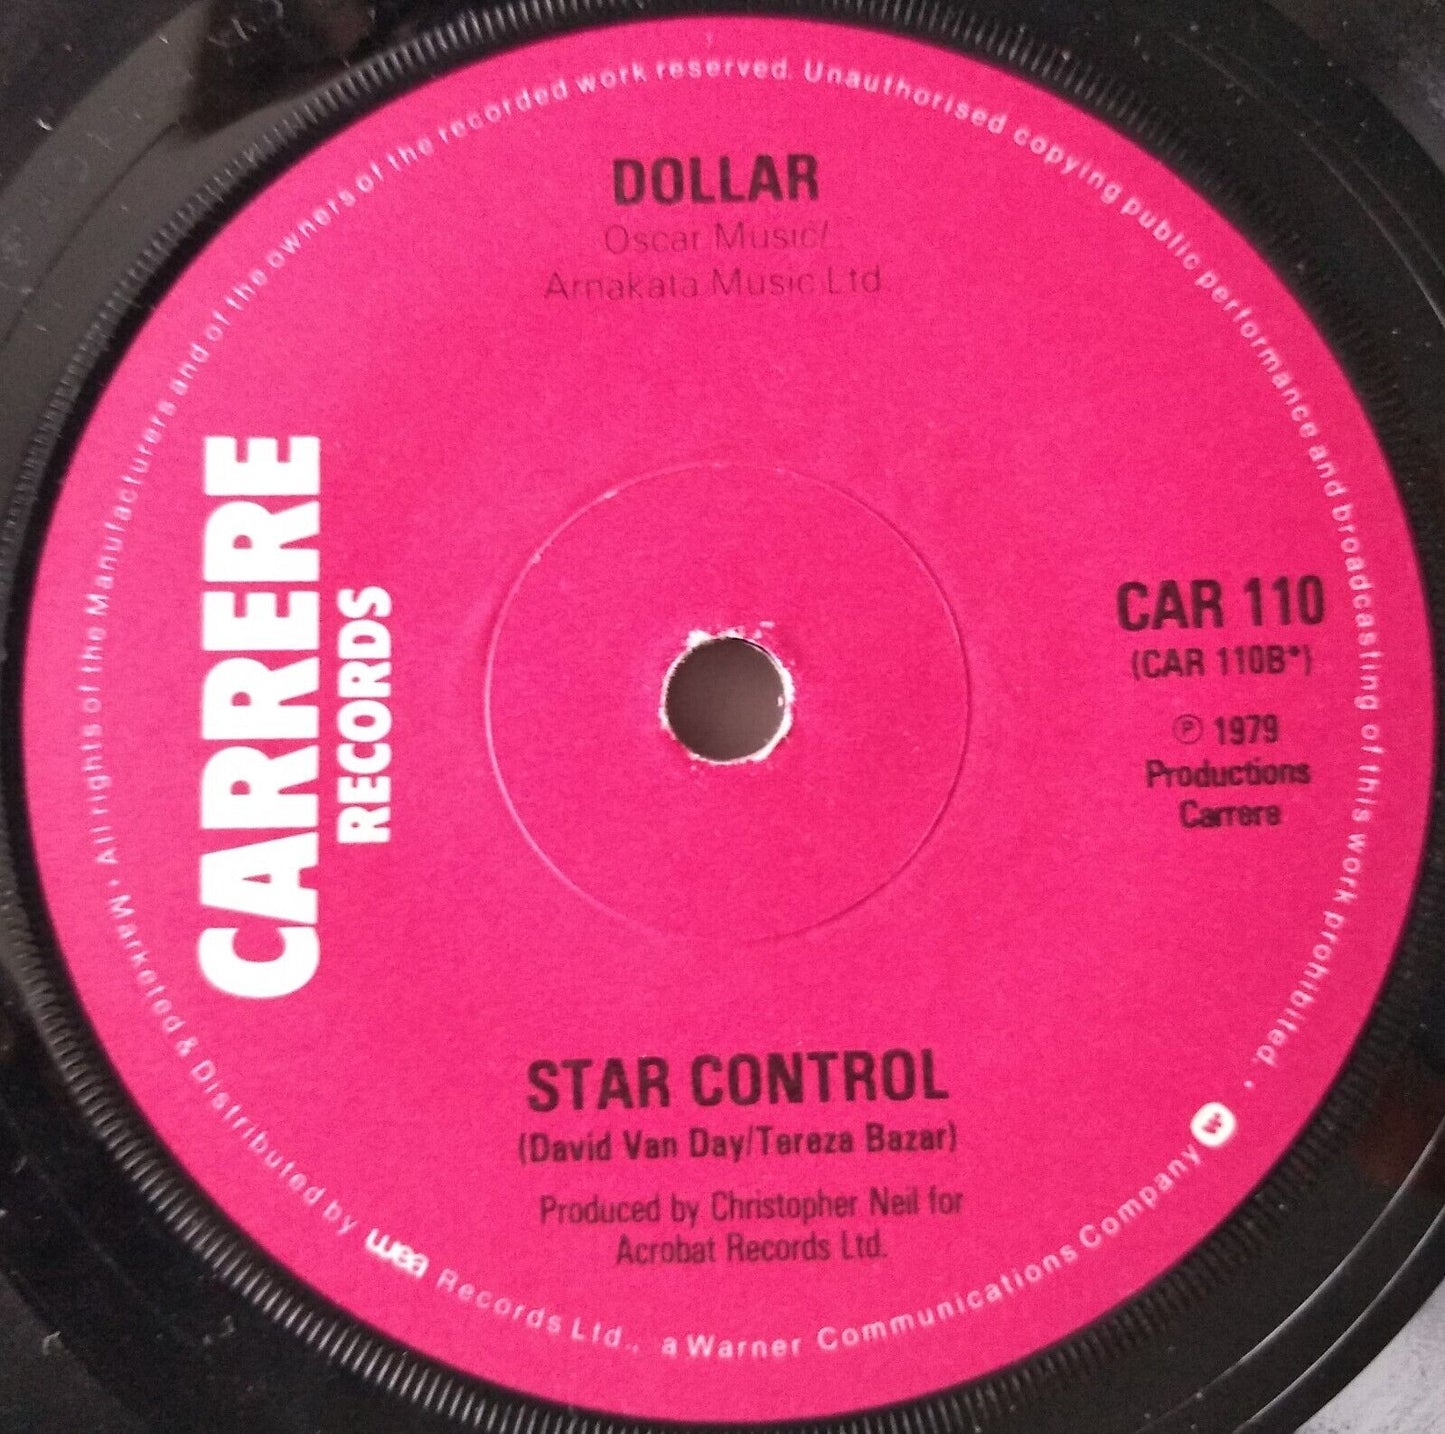 DOLLAR
Oscar Music/
Arnakata Music Ltd
CARRERE
RECORDS
CAR 110
(CAR 110B*)
℗ 1979
Productions
Carrere
STAR CONTROL
(David Van Day/Tereza Bazar)
Produced by Christopher Neil for
Acrobat Records Ltd.
All rights of the Manufacturers and of the owners of the recorded work reserved. Unauthorised copying public performance and broadcasting of this work prohibited. •
• Marketed & Distributed by wea Records Ltd., a Warner Communications Company W